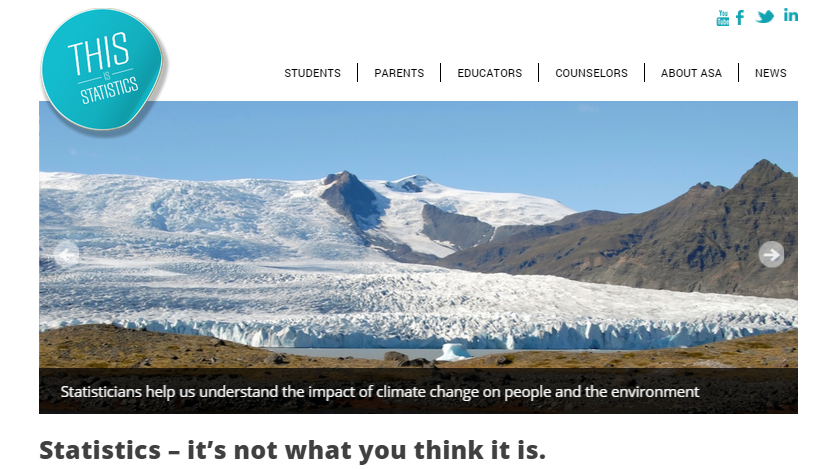 You
Tube
THIS
IS
STATISTICS
STUDENTS
PARENTS
EDUCATORS
COUNSELORS
ABOUT ASA
NEWS
Statisticians help us understand the impact of climate change on people and the environment
Statistics – it’s not what you think it is.